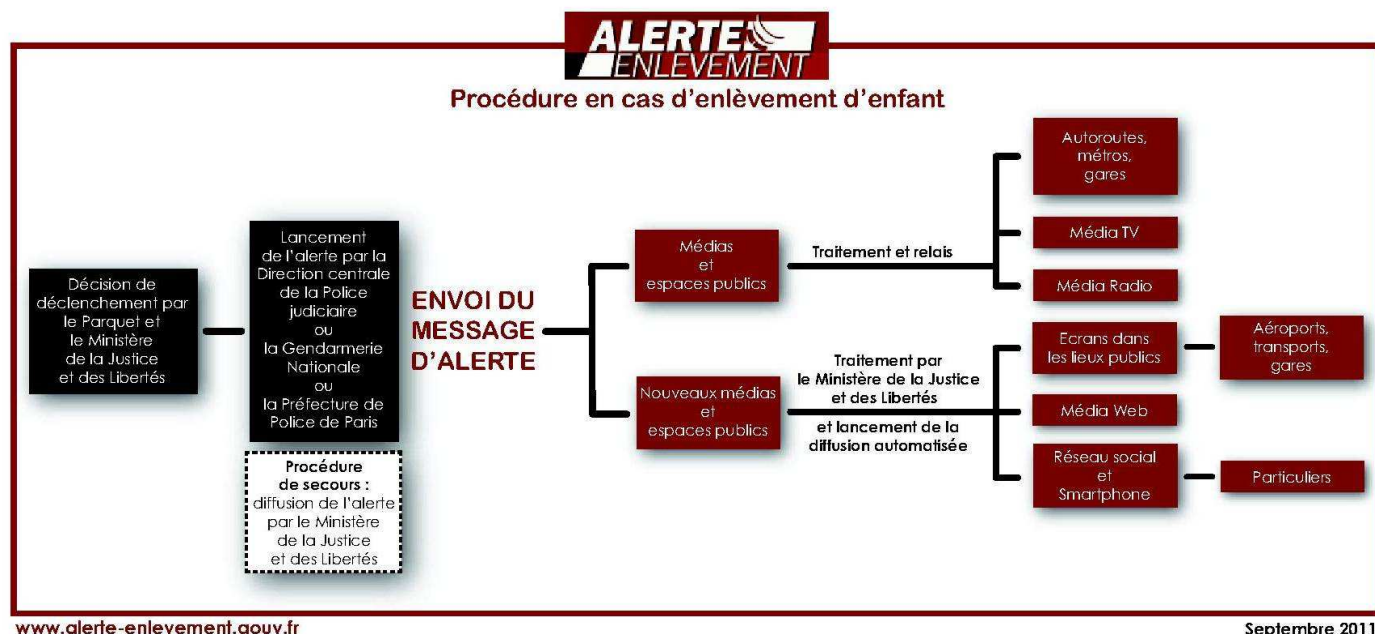 ALERTE
ENLEVEMENT
Procédure en cas d'enlèvement d'enfant
Décision de
déclenchement par
le Parquet et
le Ministère
de la Justice
et des Libertés
Lancement
de l'alerte par la
Direction centrale
de la Police
judiciaire
ou
la Gendarmerie
Nationale
ou
la Préfecture de
Police de Paris
Procédure
de secours :
diffusion de l'alerte
par le Ministère
de la Justice
et des Libertés
ENVOI DU
MESSAGE
D'ALERTE
Médias
et
espaces publics
Traitement et relais
Autoroutes,
métros,
gares
Média TV
Média Radio
Nouveaux médias
et
espaces publics
Traitement par
le Ministère de la Justice
et des Libertés
et lancement de la
diffusion automatisée
Ecrans dans
les lieux publics
Aéroports,
transports,
gares
Média Web
Réseau social
et
Smartphone
Particuliers
www.alerte-enlevement.gouv.fr
Septembre 2011